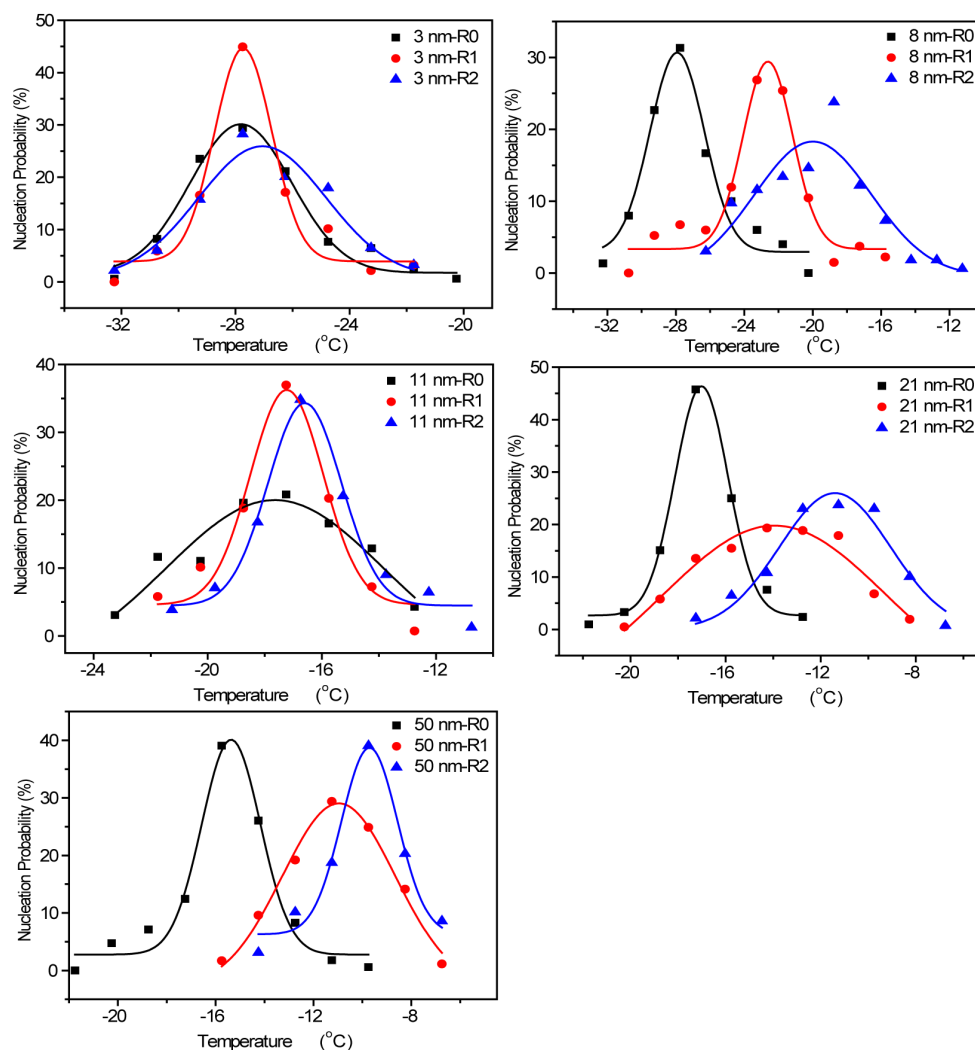 50
40
30
20
10
0
Nucleation Probability (%)
3 nm-R0
3 nm-R1
3 nm-R2
-32 -28 -24 -20
Temperature (°C)
30
20
10
0
Nucleation Probability (%)
8 nm-R0
8 nm-R1
8 nm-R2
-32 -28 -24 -20 -16 -12
Temperature (°C)
40
30
20
10
0
Nucleation Probability (%)
11 nm-R0
11 nm-R1
11 nm-R2
-24 -20 -16 -12
Temperature (°C)
50
40
30
20
10
0
Nucleation Probability (%)
21 nm-R0
21 nm-R1
21 nm-R2
-20 -16 -12 -8
Temperature (°C)
40
30
20
10
0
Nucleation Probability (%)
50 nm-R0
50 nm-R1
50 nm-R2
-20 -16 -12 -8
Temperature (°C)